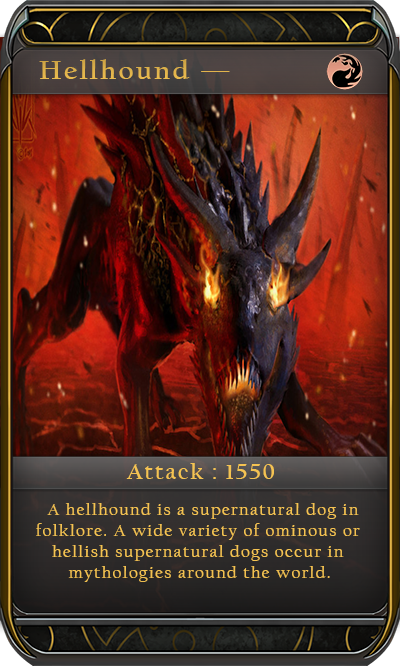 Hellhound —
Attack : 1550
A hellhound is a supernatural dog in
folklore. A wide variety of ominous or
hellish supernatural dogs occur in
mythologies around the world.